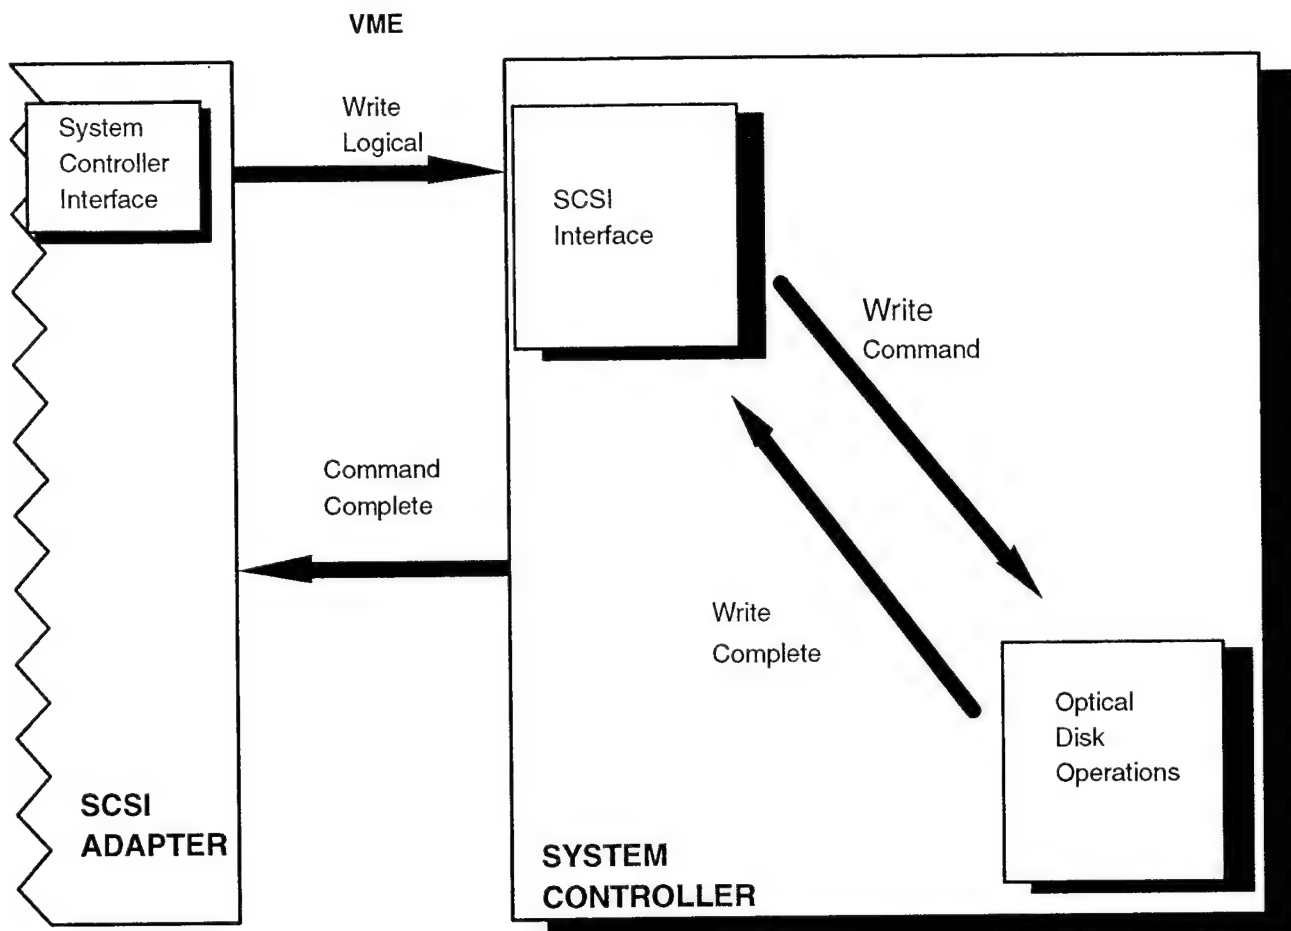 VME
System
Controller
Interface
Write
Logical
SCSI
Interface
Write
Command
Command
Complete
Write
Complete
Optical
Disk
Operations
SCSI
ADAPTER
SYSTEM
CONTROLLER